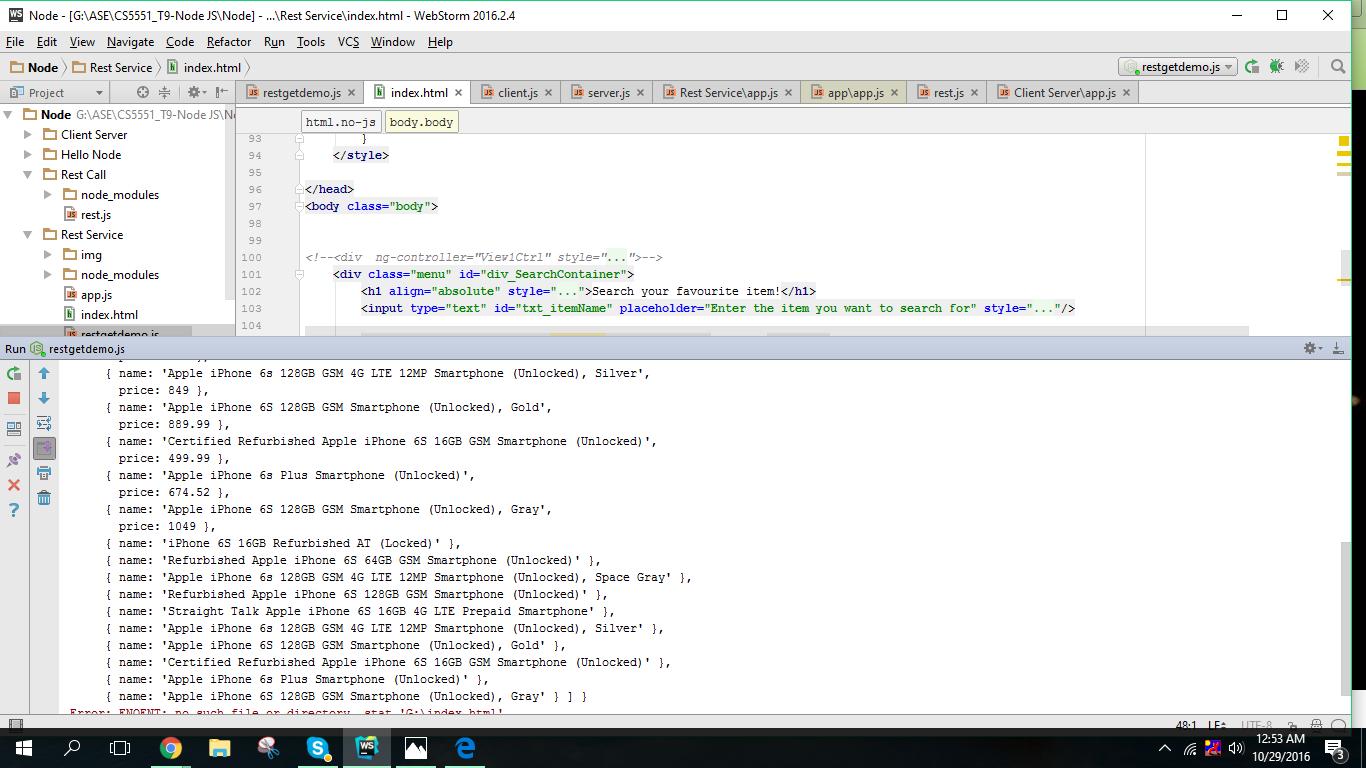 WS Node - [G:\ASE\CS5551_T9-Node JS\Node] - ...\Rest Service\index.html - WebStorm 2016.2.4
File Edit View Navigate Code Refactor Run Tools VCS Window Help
Node Rest Service index.html restgetdemo.js
Project restgetdemo.js index.html client.js server.js Rest Service\app.js app\app.js rest.js Client Server\app.js
Node G:\ASE\CS5551_T9-Node JS\N
Client Server
Hello Node
Rest Call
node_modules
rest.js
Rest Service
img
node_modules
app.js
index.html
restgetdemo.js
html.no-js body.body
93 }
94 </style>
95
96 </head>
97 <body class="body">
98
99
100 <!--<div  ng-controller="View1Ctrl" style="...">-->
101 <div class="menu" id="div_SearchContainer">
102 <h1 align="absolute" style="...">Search your favourite item!</h1>
103 <input type="text" id="txt_itemName" placeholder="Enter the item you want to search for" style="..."/>
104
Run restgetdemo.js
{ name: 'Apple iPhone 6s 128GB GSM 4G LTE 12MP Smartphone (Unlocked), Silver',
price: 849 },
{ name: 'Apple iPhone 6S 128GB GSM Smartphone (Unlocked), Gold',
price: 889.99 },
{ name: 'Certified Refurbished Apple iPhone 6S 16GB GSM Smartphone (Unlocked)',
price: 499.99 },
{ name: 'Apple iPhone 6s Plus Smartphone (Unlocked)',
price: 674.52 },
{ name: 'Apple iPhone 6S 128GB GSM Smartphone (Unlocked), Gray',
price: 1049 },
{ name: 'iPhone 6S 16GB Refurbished AT (Locked)' },
{ name: 'Refurbished Apple iPhone 6S 64GB GSM Smartphone (Unlocked)' },
{ name: 'Apple iPhone 6s 128GB GSM 4G LTE 12MP Smartphone (Unlocked), Space Gray' },
{ name: 'Refurbished Apple iPhone 6S 128GB GSM Smartphone (Unlocked)' },
{ name: 'Straight Talk Apple iPhone 6S 16GB 4G LTE Prepaid Smartphone' },
{ name: 'Apple iPhone 6s 128GB GSM 4G LTE 12MP Smartphone (Unlocked), Silver' },
{ name: 'Apple iPhone 6S 128GB GSM Smartphone (Unlocked), Gold' },
{ name: 'Certified Refurbished Apple iPhone 6S 16GB GSM Smartphone (Unlocked)' },
{ name: 'Apple iPhone 6s Plus Smartphone (Unlocked)' },
{ name: 'Apple iPhone 6S 128GB GSM Smartphone (Unlocked), Gray' } ] }
Error: ENOENT: no such file or directory, stat 'G:\index.html'
48:1 LF UTF-8
12:53 AM
10/29/2016
3